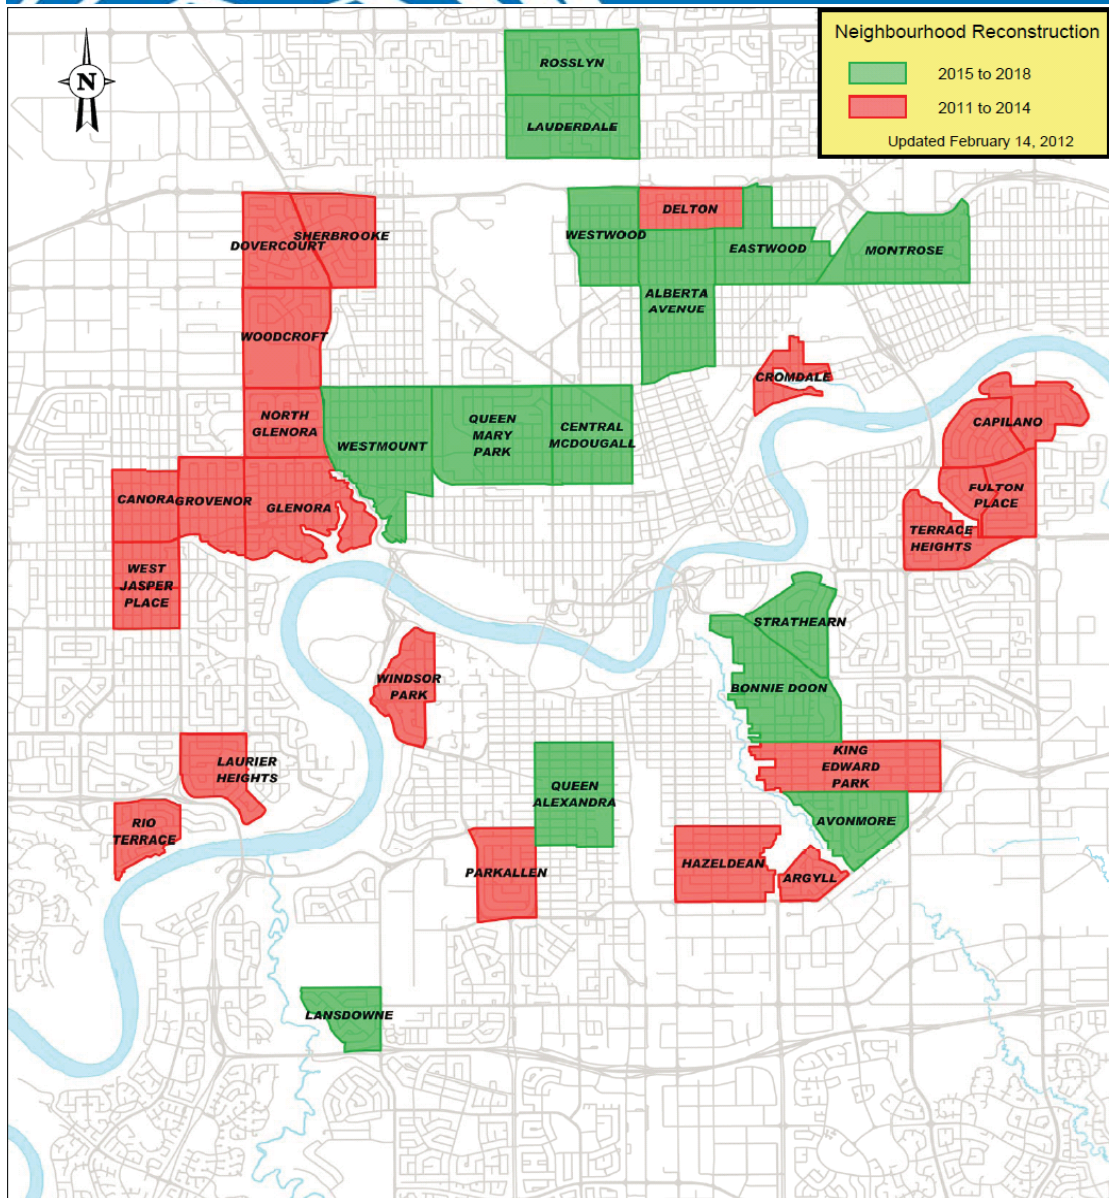 Neighbourhood Reconstruction
2015 to 2018
2011 to 2014
Updated February 14, 2012
N
ROSSLYN
LAUDERDALE
DELTON
WESTWOOD
EASTWOOD
MONTROSE
SHERBROOKE
DOVERCOURT
ALBERTA
AVENUE
WOODCROFT
CROMDALE
NORTH
GLENORA
WESTMOUNT
QUEEN
MARY
PARK
CENTRAL
MCDOUGALL
CAPILANO
CANORA
GROVENOR
GLENORA
FULTON
PLACE
TERRACE
HEIGHTS
WEST
JASPER
PLACE
STRATHEARN
WINDSOR
PARK
BONNIE DOON
LAURIER
HEIGHTS
KING
EDWARD
PARK
QUEEN
ALEXANDRA
RIO
TERRACE
AVONMORE
PARKALLEN
HAZELDEAN
ARGYLL
LANSDOWNE